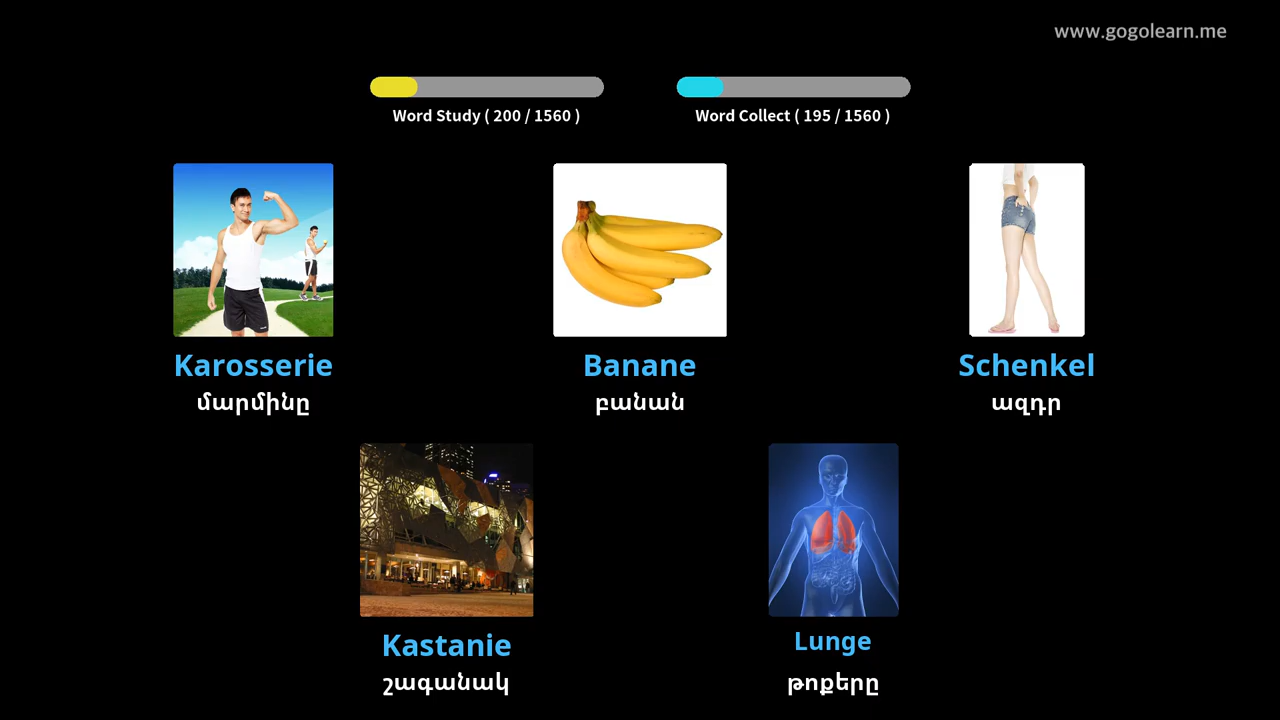 www.gogolearn.me
Word Study ( 200 / 1560 )
Word Collect ( 195 / 1560 )
Karosserie
մարմինը
Banane
բանան
Schenkel
ազդր
Kastanie
շագանակ
Lunge
թոքերը